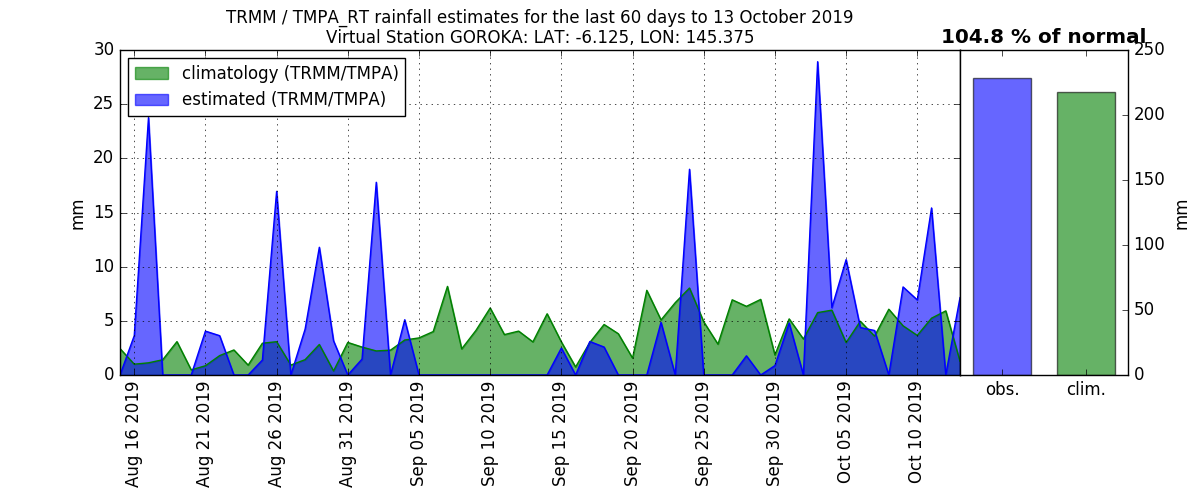 TRMM / TMPA_RT rainfall estimates for the last 60 days to 13 October 2019
Virtual Station GOROKA: LAT: -6.125, LON: 145.375
104.8 % of normal
climatology (TRMM/TMPA)
estimated (TRMM/TMPA)
30
25
20
15
10
5
0
mm
Aug 16 2019
Aug 21 2019
Aug 26 2019
Aug 31 2019
Sep 05 2019
Sep 10 2019
Sep 15 2019
Sep 20 2019
Sep 25 2019
Sep 30 2019
Oct 05 2019
Oct 10 2019
obs.
clim.
250
200
150
100
50
0
mm